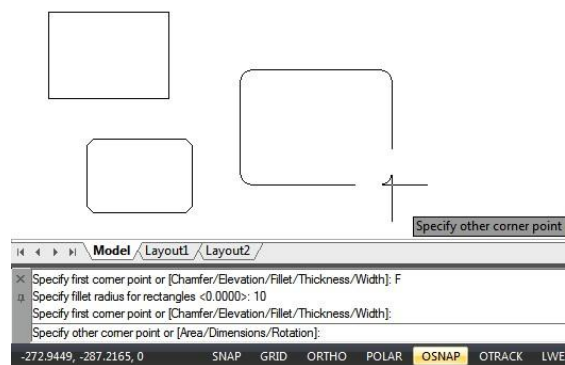 Specify other corner point
Model Layout1 Layout2
Specify first corner point or [Chamfer/Elevation/Fillet/Thickness/Width]: F
Specify fillet radius for rectangles <0.0000>: 10
Specify first corner point or [Chamfer/Elevation/Fillet/Thickness/Width]:
Specify other corner point or [Area/Dimensions/Rotation]:
-272.9449, -287.2165, 0 SNAP GRID ORTHO POLAR OSNAP OTRACK LWE